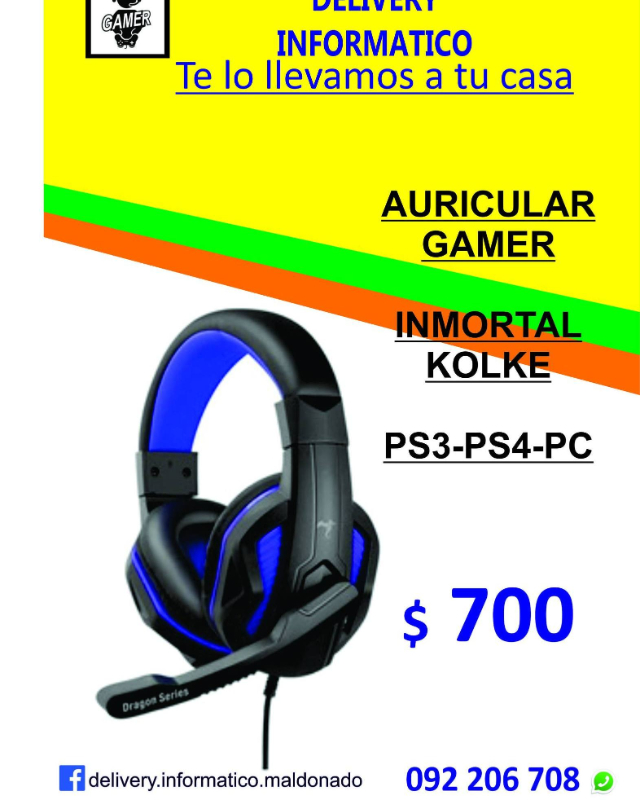 GAMER
DELIVERY
INFORMATICO
Te lo llevamos a tu casa
AURICULAR
GAMER
INMORTAL
KOLKE
PS3-PS4-PC
$ 700
Dragon Series
delivery.informatico.maldonado
092 206 708